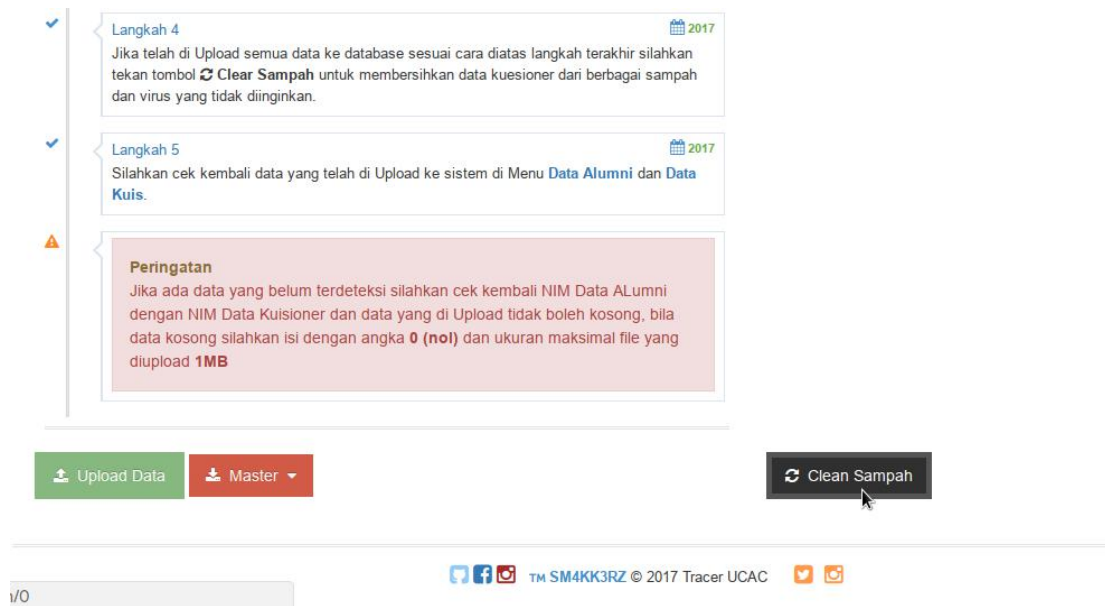 Langkah 4
2017
Jika telah di Upload semua data ke database sesuai cara diatas langkah terakhir silahkan
tekan tombol Clear Sampah untuk membersihkan data kuesioner dari berbagai sampah
dan virus yang tidak diinginkan.
Langkah 5
2017
Silahkan cek kembali data yang telah di Upload ke sistem di Menu Data Alumni dan Data
Kuis.
Peringatan
Jika ada data yang belum terdeteksi silahkan cek kembali NIM Data ALumni
dengan NIM Data Kuisioner dan data yang di Upload tidak boleh kosong, bila
data kosong silahkan isi dengan angka 0 (nol) dan ukuran maksimal file yang
diupload 1MB
Upload Data
Master
Clean Sampah
TM SM4KK3RZ © 2017 Tracer UCAC
/0